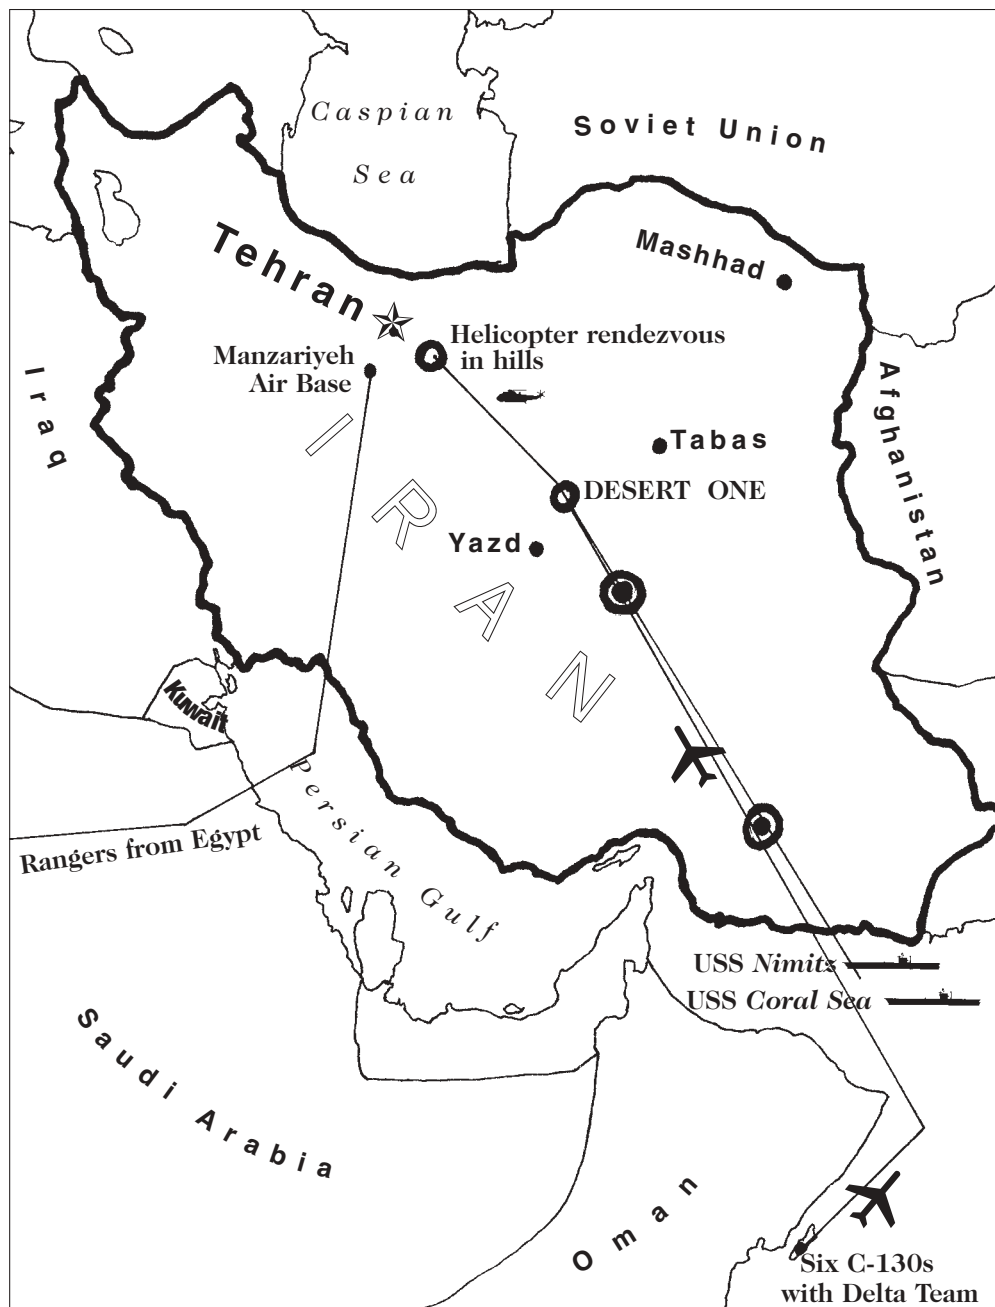 Caspian
Sea
Soviet Union
Tehran
Mashhad
Helicopter rendezvous
in hills
Manzariyeh
Air Base
Iraq
Afghanistan
Tabas
DESERT ONE
Yazd
IRAN
Kuwait
Persian Gulf
Rangers from Egypt
USS Nimitz
USS Coral Sea
Saudi Arabia
Oman
Six C-130s
with Delta Team